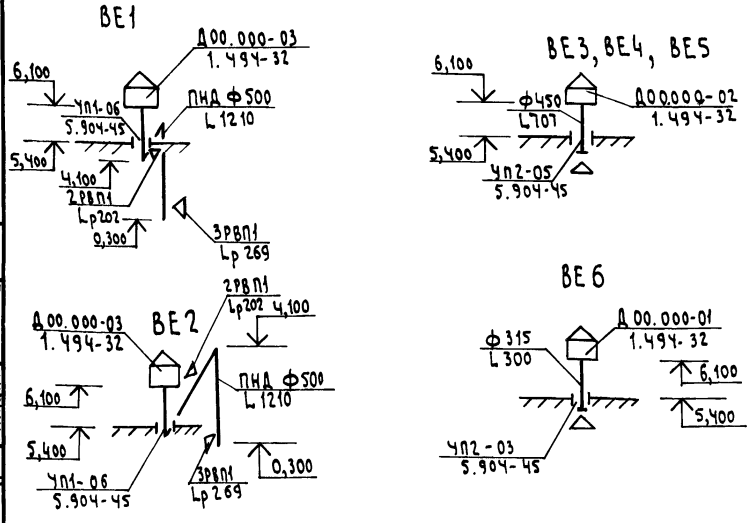 ВЕ1
Д00.000-03
1.494-32
6,100
УП1-06
5.904-45
ПНД Ф500
L 1210
5,400
4,100
2РВП1
Lр202
0,300
3РВП1
Lр 269
ВЕ3, ВЕ4, ВЕ5
6,100
Ф450
L707
Д00.000-02
1.494-32
5,400
УП2-05
5.904-45
ВЕ2
2РВП1
Lр202
4,100
Д00.000-03
1.494-32
6,100
ПНД Ф500
L 1210
5,400
УП1-06
5.904-45
3РВП1
Lр 269
0,300
ВЕ6
Ф315
L 300
Д00.000-01
1.494-32
6,100
5,400
УП2-03
5.904-45